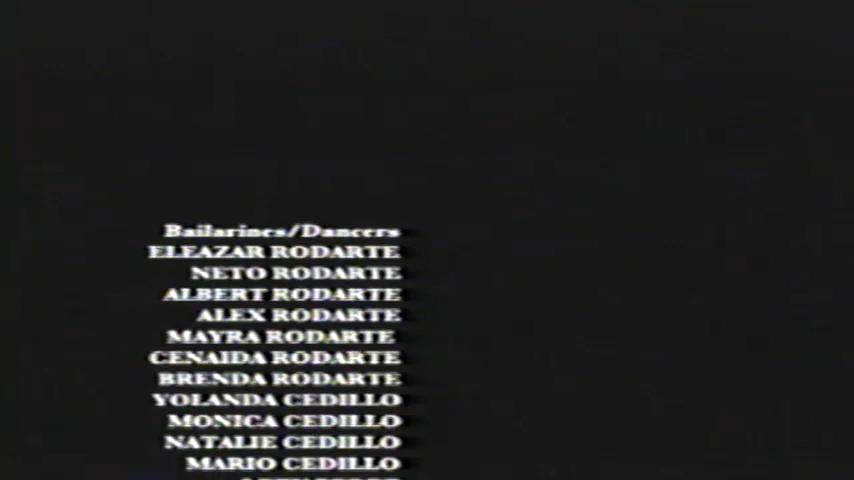 Bailarines/Dancers
ELEAZAR RODARTE
NETO RODARTE
ALBERT RODARTE
ALEX RODARTE
MAYRA RODARTE
CENAIDA RODARTE
BRENDA RODARTE
YOLANDA CEDILLO
MONICA CEDILLO
NATALIE CEDILLO
MARIO CEDILLO